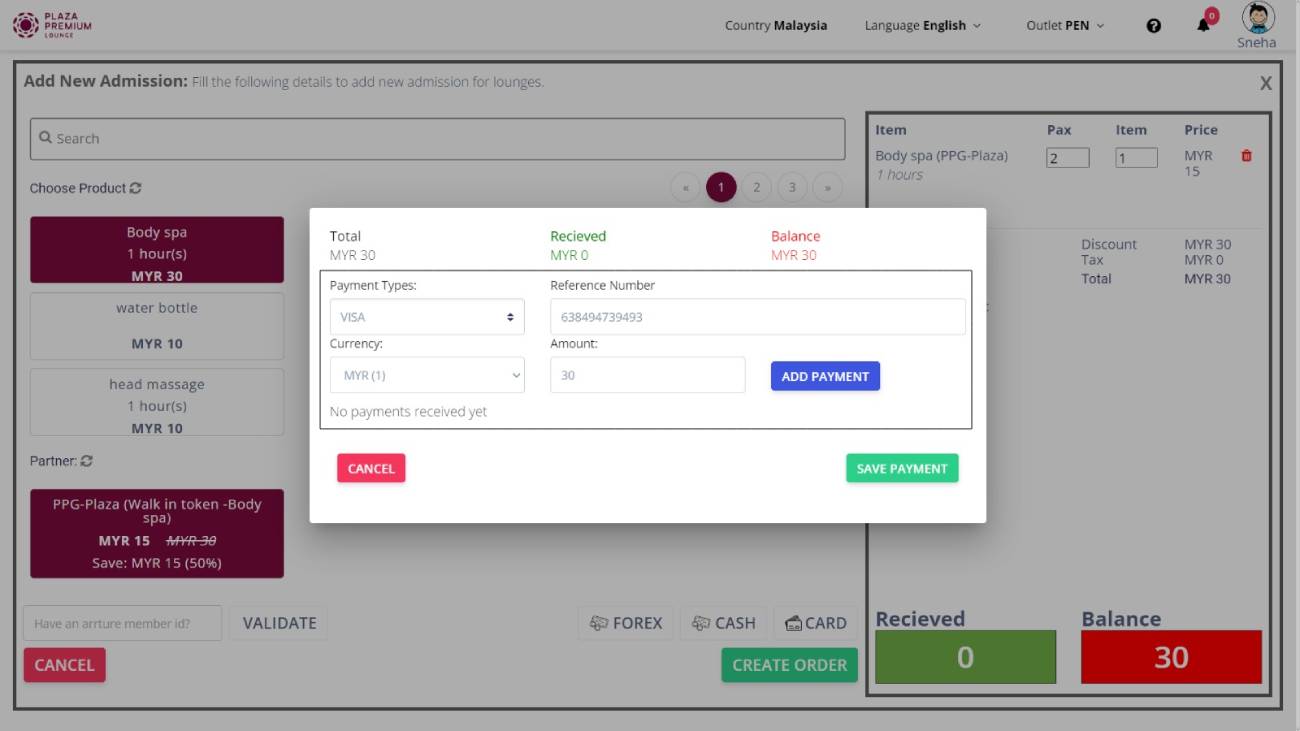 PLAZA
PREMIUM
LOUNGE
Country Malaysia
Language English
Outlet PEN
?
0
Sneha
Add New Admission: Fill the following details to add new admission for lounges.
X
Search
Choose Product
« 1 2 3 »
Body spa
1 hour(s)
MYR 30
water bottle
MYR 10
head massage
1 hour(s)
MYR 10
Partner:
PPG-Plaza (Walk in token -Body
spa)
MYR 15 MYR 30
Save: MYR 15 (50%)
Have an arrture member id?
VALIDATE
FOREX
CASH
CARD
CANCEL
CREATE ORDER
Item Pax Item Price
Body spa (PPG-Plaza) 2 1 MYR
15
1 hours
Discount MYR 30
Tax MYR 0
Total MYR 30
Recieved Balance
0 30
Total Recieved Balance
MYR 30 MYR 0 MYR 30
Payment Types: Reference Number
VISA 638494739493
Currency: Amount:
MYR (1) 30 ADD PAYMENT
No payments received yet
CANCEL SAVE PAYMENT